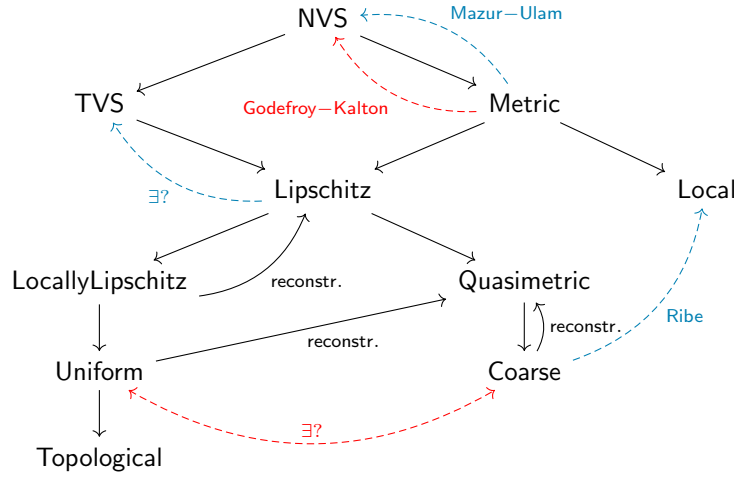 NVS
Mazur−Ulam
TVS
Godefroy−Kalton
Metric
∃?
Lipschitz
Local
LocallyLipschitz
reconstr.
Quasimetric
reconstr.
Ribe
reconstr.
Uniform
Coarse
∃?
Topological